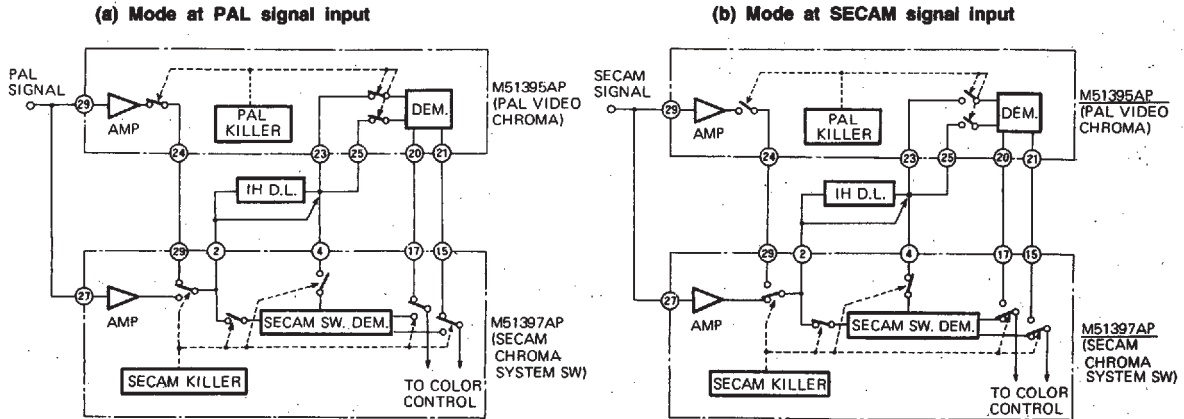 (a) Mode at PAL signal input
PAL
SIGNAL
29
AMP
PAL
KILLER
DEM.
M51395AP
(PAL VIDEO
CHROMA)
24
23
25
20
21
IH D.L.
29
2
4
17
15
27
AMP
SECAM SW. DEM.
M51397AP
(SECAM
CHROMA
SYSTEM SW)
SECAM KILLER
TO COLOR
CONTROL
(b) Mode at SECAM signal input
SECAM
SIGNAL
29
AMP
PAL
KILLER
DEM.
M51395AP
(PAL VIDEO
CHROMA)
24
23
25
20
21
IH D.L.
29
2
4
17
15
27
AMP
SECAM SW. DEM.
M51397AP
(SECAM
CHROMA
SYSTEM SW)
SECAM KILLER
TO COLOR
CONTROL